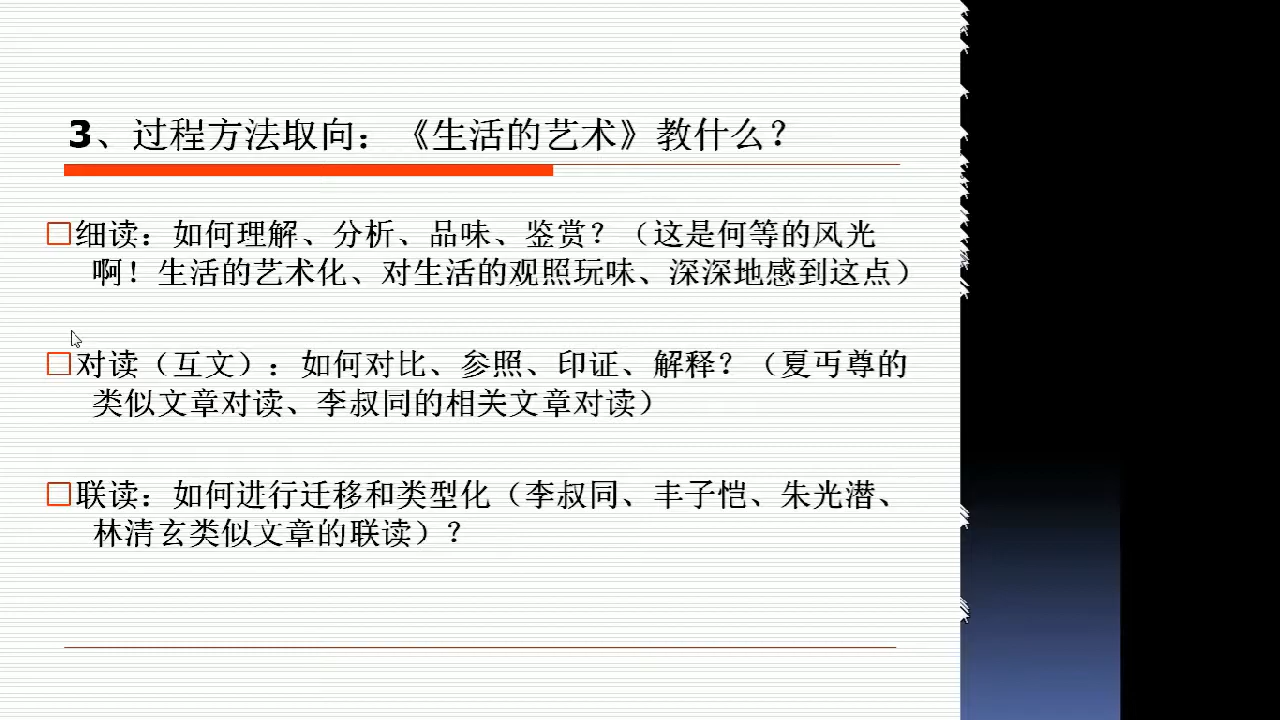 3、过程方法取向：《生活的艺术》教什么？
细读：如何理解、分析、品味、鉴赏？（这是何等的风光
啊！生活的艺术化、对生活的观照玩味、深深地感到这点）
对读（互文）：如何对比、参照、印证、解释？（夏丏尊的
类似文章对读、李叔同的相关文章对读）
联读：如何进行迁移和类型化（李叔同、丰子恺、朱光潜、
林清玄类似文章的联读）？